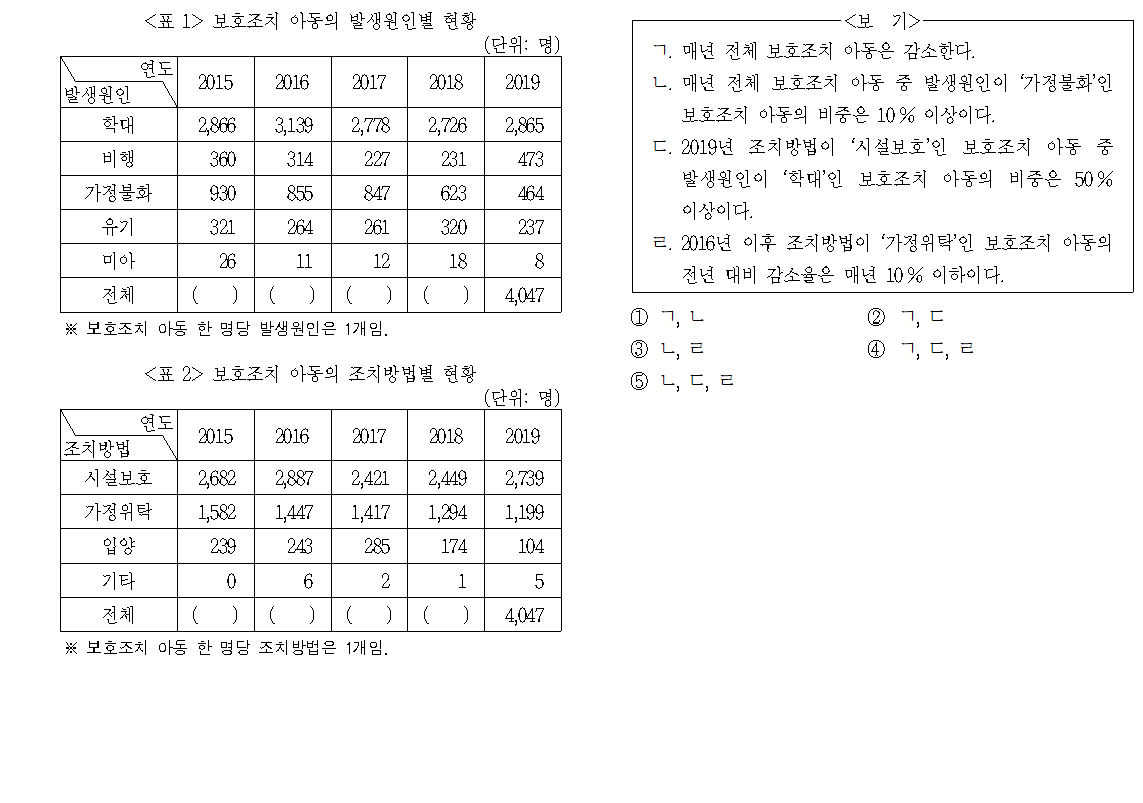 <표 1> 보호조치 아동의 발생원인별 현황
(단위: 명)
연도
발생원인
2015 2016 2017 2018 2019
학대 2,866 3,139 2,778 2,726 2,865
비행 360 314 227 231 473
가정불화 930 855 847 623 464
유기 321 264 261 320 237
미아 26 11 12 18 8
전체 ( ) ( ) ( ) ( ) 4,047
※ 보호조치 아동 한 명당 발생원인은 1개임.
<표 2> 보호조치 아동의 조치방법별 현황
(단위: 명)
연도
조치방법
2015 2016 2017 2018 2019
시설보호 2,682 2,887 2,421 2,449 2,739
가정위탁 1,582 1,447 1,417 1,294 1,199
입양 239 243 285 174 104
기타 0 6 2 1 5
전체 ( ) ( ) ( ) ( ) 4,047
※ 보호조치 아동 한 명당 조치방법은 1개임.
<보 기>
ㄱ. 매년 전체 보호조치 아동은 감소한다.
ㄴ. 매년 전체 보호조치 아동 중 발생원인이 ‘가정불화’인
보호조치 아동의 비중은 10% 이상이다.
ㄷ. 2019년 조치방법이 ‘시설보호’인 보호조치 아동 중
발생원인이 ‘학대’인 보호조치 아동의 비중은 50%
이상이다.
ㄹ. 2016년 이후 조치방법이 ‘가정위탁’인 보호조치 아동의
전년 대비 감소율은 매년 10% 이하이다.
① ㄱ, ㄴ ② ㄱ, ㄷ
③ ㄴ, ㄹ ④ ㄱ, ㄷ, ㄹ
⑤ ㄴ, ㄷ, ㄹ